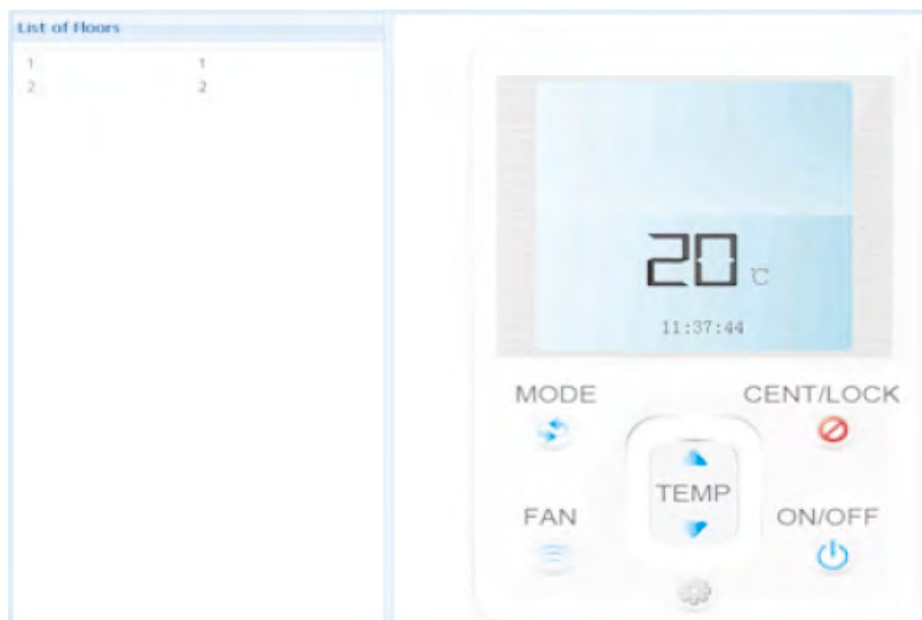 List of Floors
1 1
2 2
20 ℃
11:37:44
MODE
CENT/LOCK
TEMP
FAN
ON/OFF